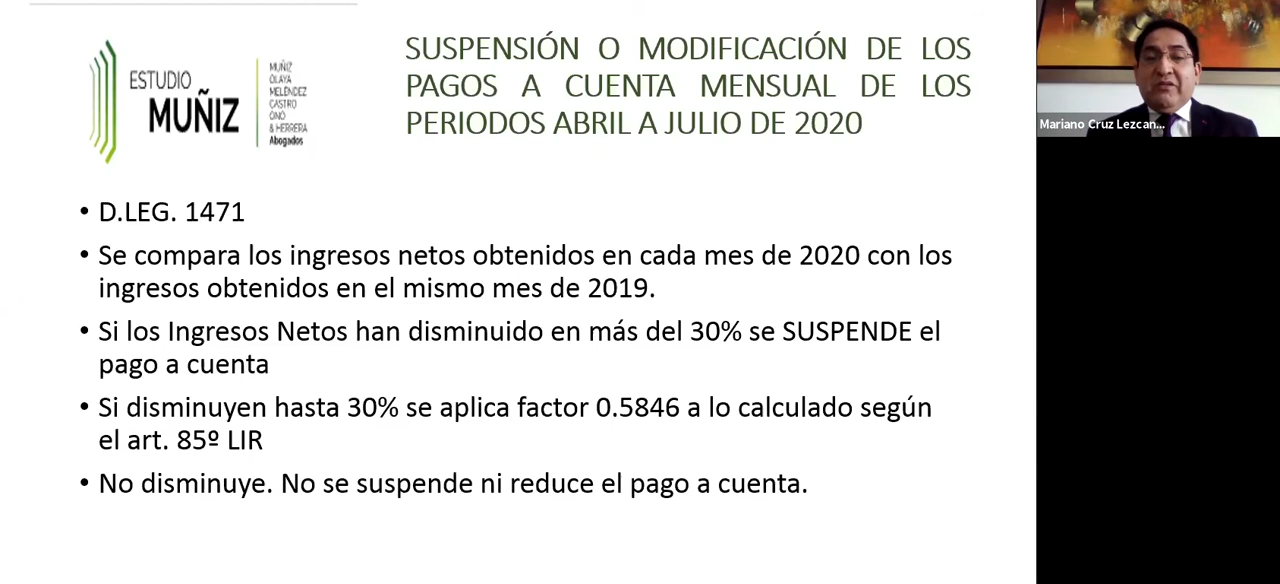 ESTUDIO
MUÑIZ
MUÑIZ
OLAYA
MELÉNDEZ
CASTRO
ONO
& HERRERA
Abogados
SUSPENSIÓN O MODIFICACIÓN DE LOS
PAGOS A CUENTA MENSUAL DE LOS
PERIODOS ABRIL A JULIO DE 2020
Mariano Cruz Lezcan...
• D.LEG. 1471
• Se compara los ingresos netos obtenidos en cada mes de 2020 con los
ingresos obtenidos en el mismo mes de 2019.
• Si los Ingresos Netos han disminuido en más del 30% se SUSPENDE el
pago a cuenta
• Si disminuyen hasta 30% se aplica factor 0.5846 a lo calculado según
el art. 85º LIR
• No disminuye. No se suspende ni reduce el pago a cuenta.